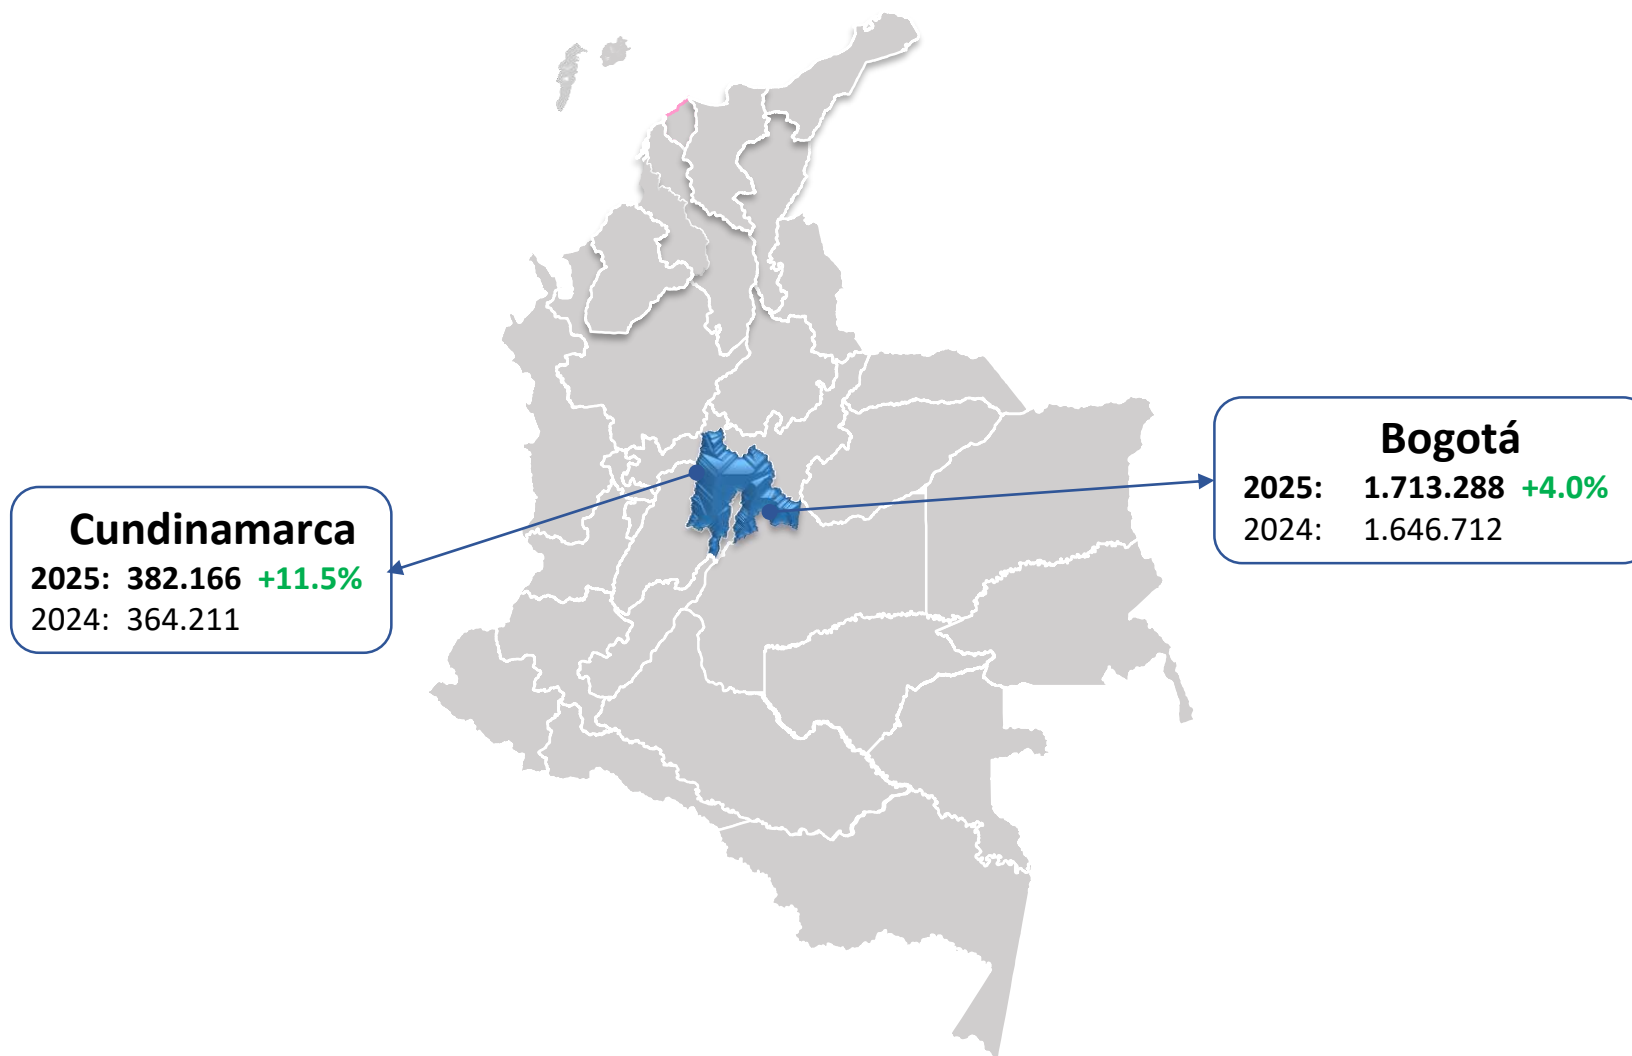 Cundinamarca
2025: 382.166 +11.5%
2024: 364.211
Bogotá
2025: 1.713.288 +4.0%
2024: 1.646.712